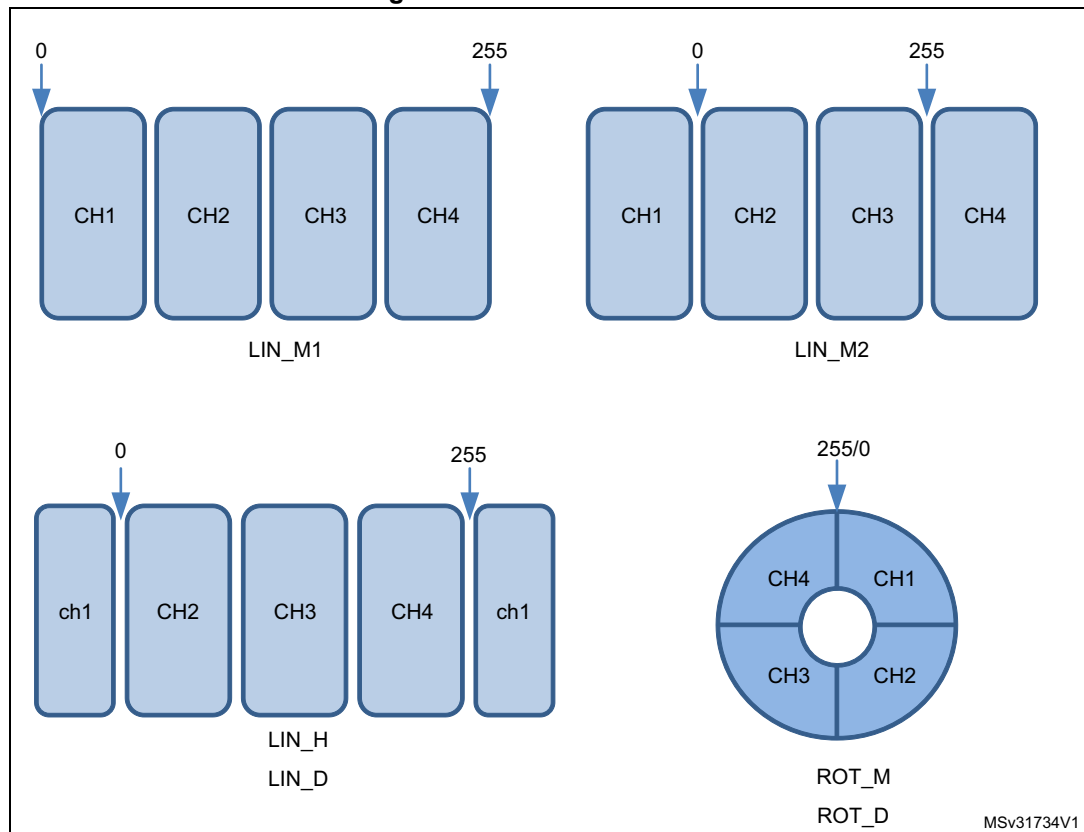 0 255
CH1 CH2 CH3 CH4
LIN_M1
0 255
CH1 CH2 CH3 CH4
LIN_M2
0 255
ch1 CH2 CH3 CH4 ch1
LIN_H
LIN_D
255/0
CH4 CH1
CH3 CH2
ROT_M
ROT_D
MSv31734V1